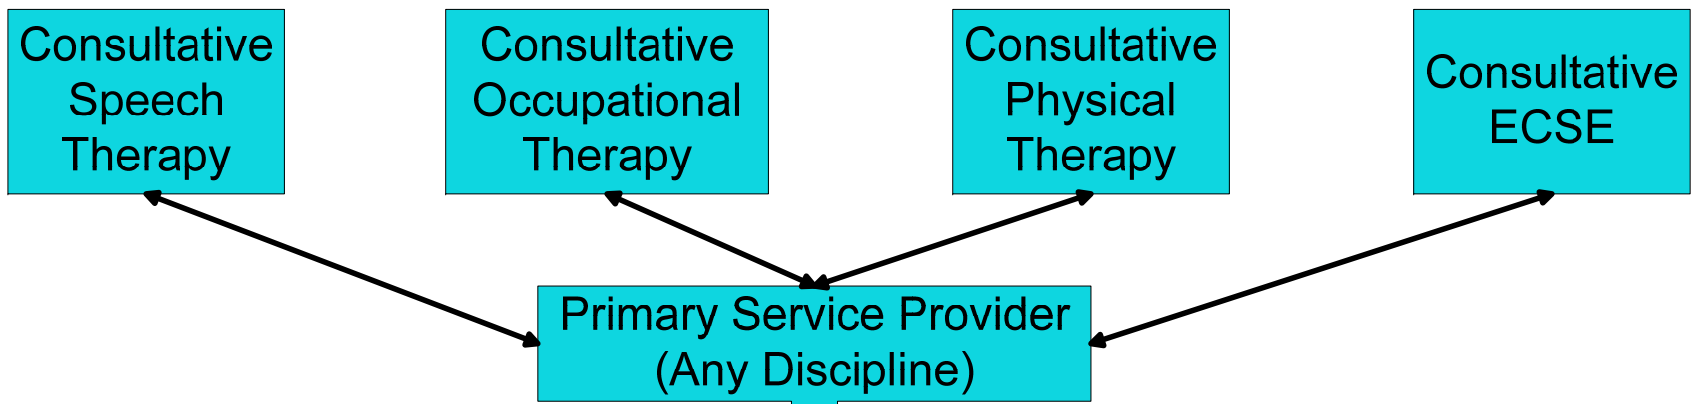 Consultative
Speech
Therapy
Consultative
Occupational
Therapy
Consultative
Physical
Therapy
Consultative
ECSE
Primary Service Provider
(Any Discipline)